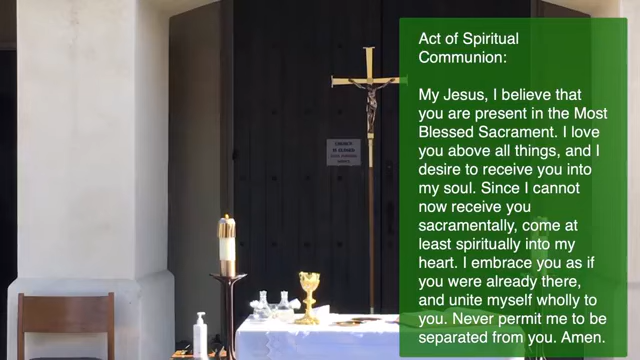 CHURCH
IS CLOSED
Act of Spiritual
Communion:
My Jesus, I believe that
you are present in the Most
Blessed Sacrament. I love
you above all things, and I
desire to receive you into
my soul. Since I cannot
now receive you
sacramentally, come at
least spiritually into my
heart. I embrace you as if
you were already there,
and unite myself wholly to
you. Never permit me to be
separated from you. Amen.